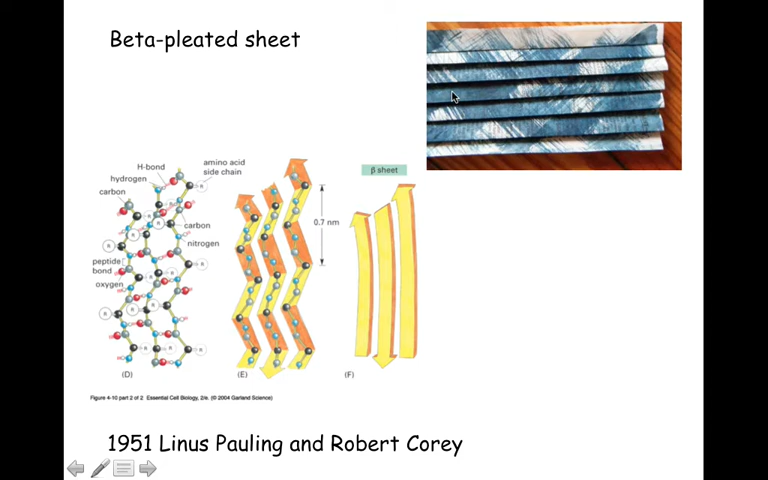 Beta-pleated sheet
H-bond
amino acid
side chain
hydrogen
carbon
carbon
nitrogen
peptide
bond
oxygen
R
R
R
R
R
R
R
R
R
R
0.7 nm
β sheet
(D)
(E)
(F)
Figure 4-10 part 2 of 2 Essential Cell Biology, 2/e. (© 2004 Garland Science)
1951 Linus Pauling and Robert Corey